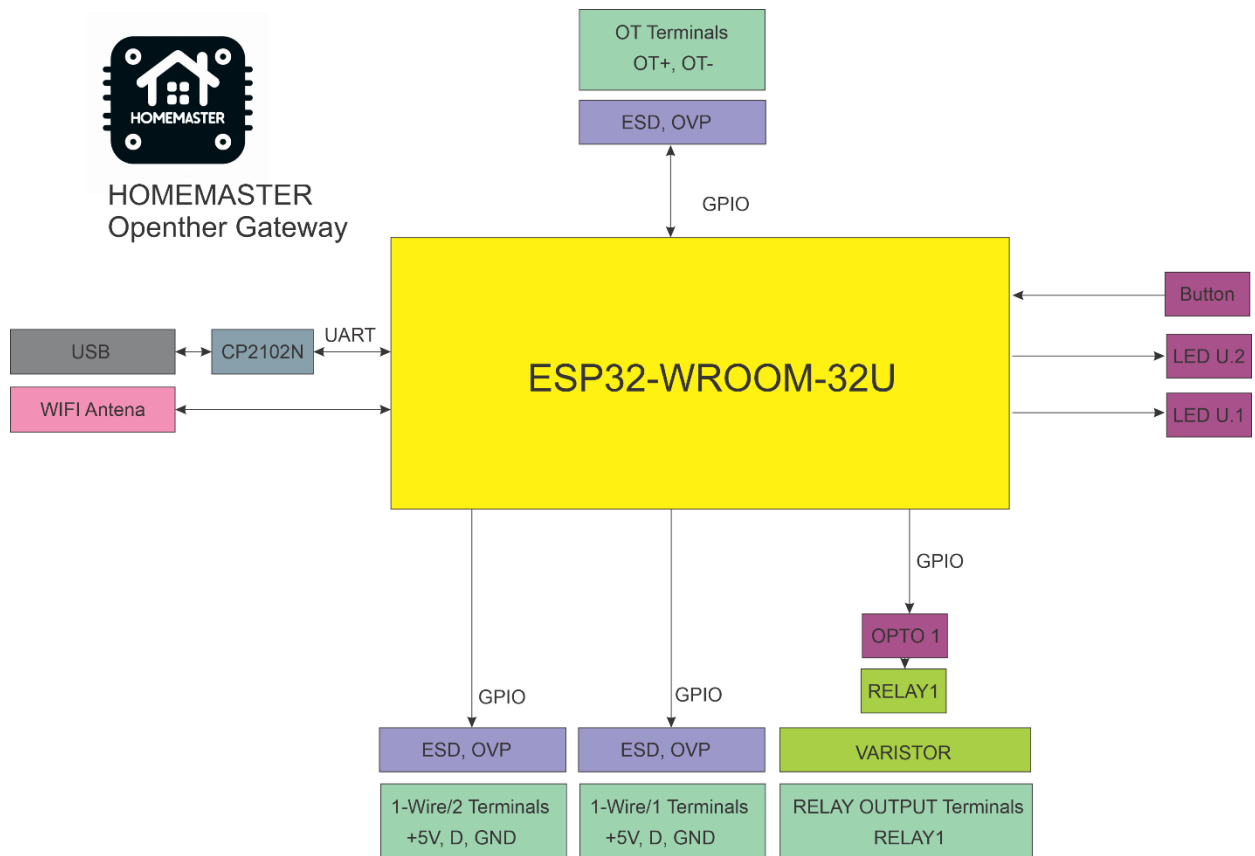 OT Terminals
OT+, OT-
HOMEMASTER
ESD, OVP
HOMEMASTER
Openther Gateway
GPIO
Button
UART
USB
CP2102N
LED U.2
ESP32-WROOM-32U
WIFI Antena
LED U.1
GPIO
OPTO 1
GPIO
GPIO
RELAY1
ESD, OVP
ESD, OVP
VARISTOR
1-Wire/2 Terminals
+5V, D, GND
1-Wire/1 Terminals
+5V, D, GND
RELAY OUTPUT Terminals
RELAY1